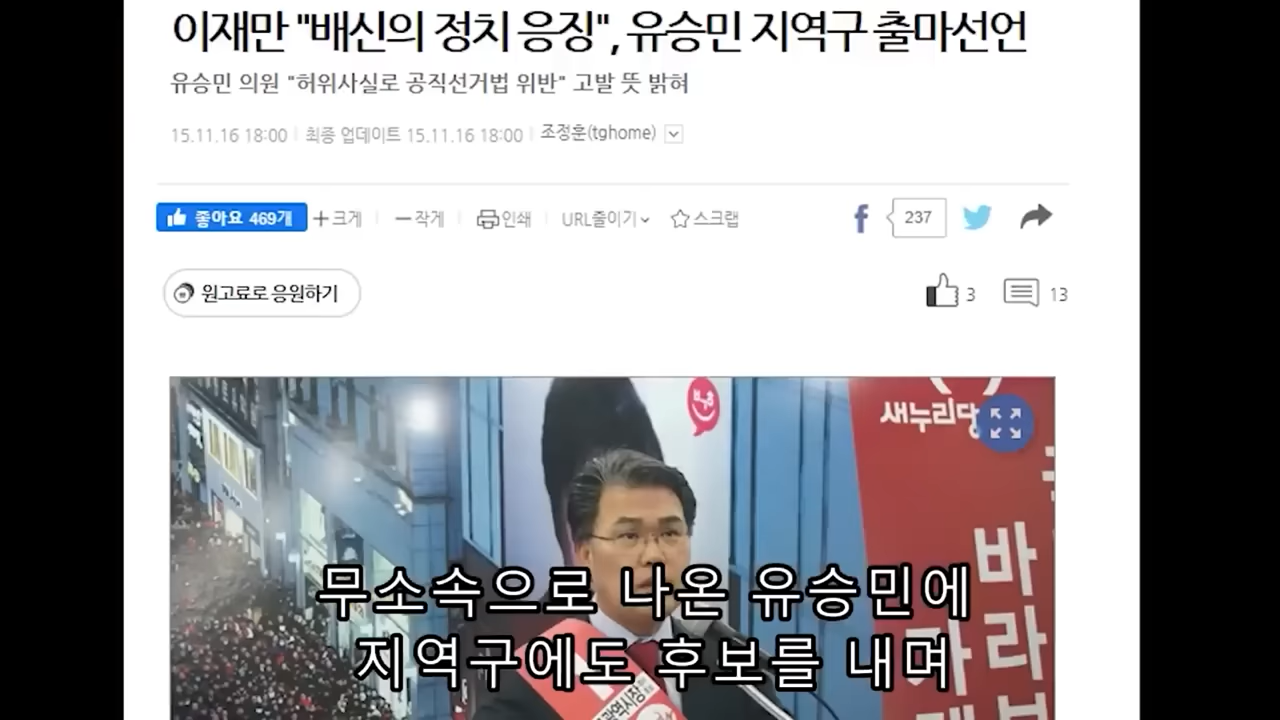 이재만 "배신의 정치 응징", 유승민 지역구 출마선언
유승민 의원 "허위사실로 공직선거법 위반" 고발 뜻 밝혀
15.11.16 18:00 최종 업데이트 15.11.16 18:00 조정훈(tghome)
좋아요 469개 +크게 -작게 인쇄 URL줄이기 스크랩 237
원고료로 응원하기 3 13
새누리당
바
라
무소속으로 나온 유승민에
지역구에도 후보를 내며